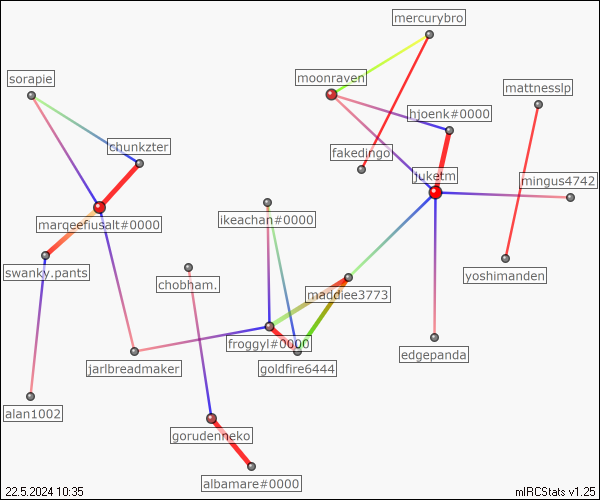 mercurybro
sorapie
moonraven
mattnesslp
hjoenk#0000
chunkzter
fakedingo
juketm
mingus4742
marqeefiusalt#0000
ikeachan#0000
swanky.pants
chobham.
yoshimanden
maddiee3773
froggyl#0000
edgepanda
jarlbreadmaker
goldfire6444
alan1002
gorudenneko
albamare#0000
22.5.2024 10:35
mIRCStats v1.25